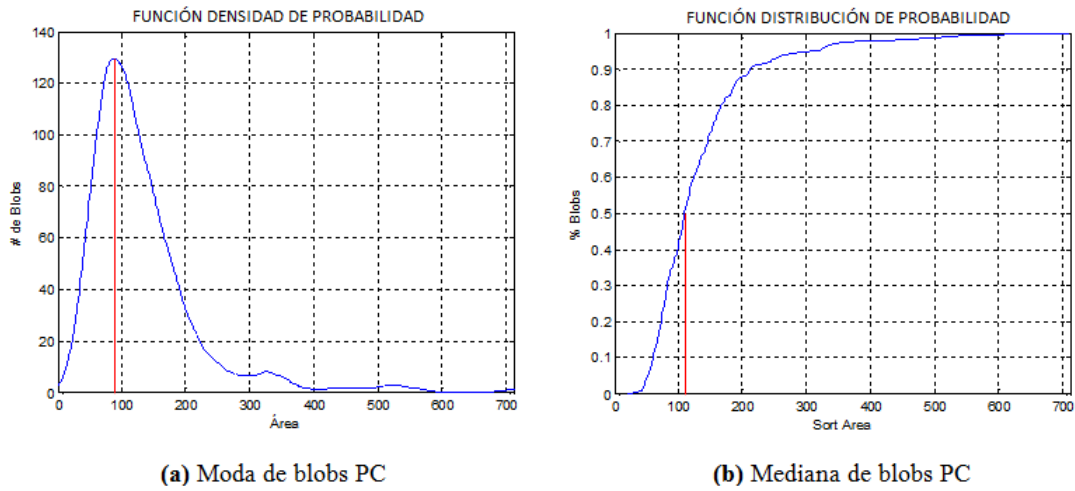 FUNCIÓN DENSIDAD DE PROBABILIDAD
140
120
100
80
60
40
20
0
# de Blobs
0 100 200 300 400 500 600 700
Área
(a) Moda de blobs PC
FUNCIÓN DISTRIBUCIÓN DE PROBABILIDAD
1
0.9
0.8
0.7
0.6
0.5
0.4
0.3
0.2
0.1
0
% Blobs
0 100 200 300 400 500 600 700
Sort Area
(b) Mediana de blobs PC